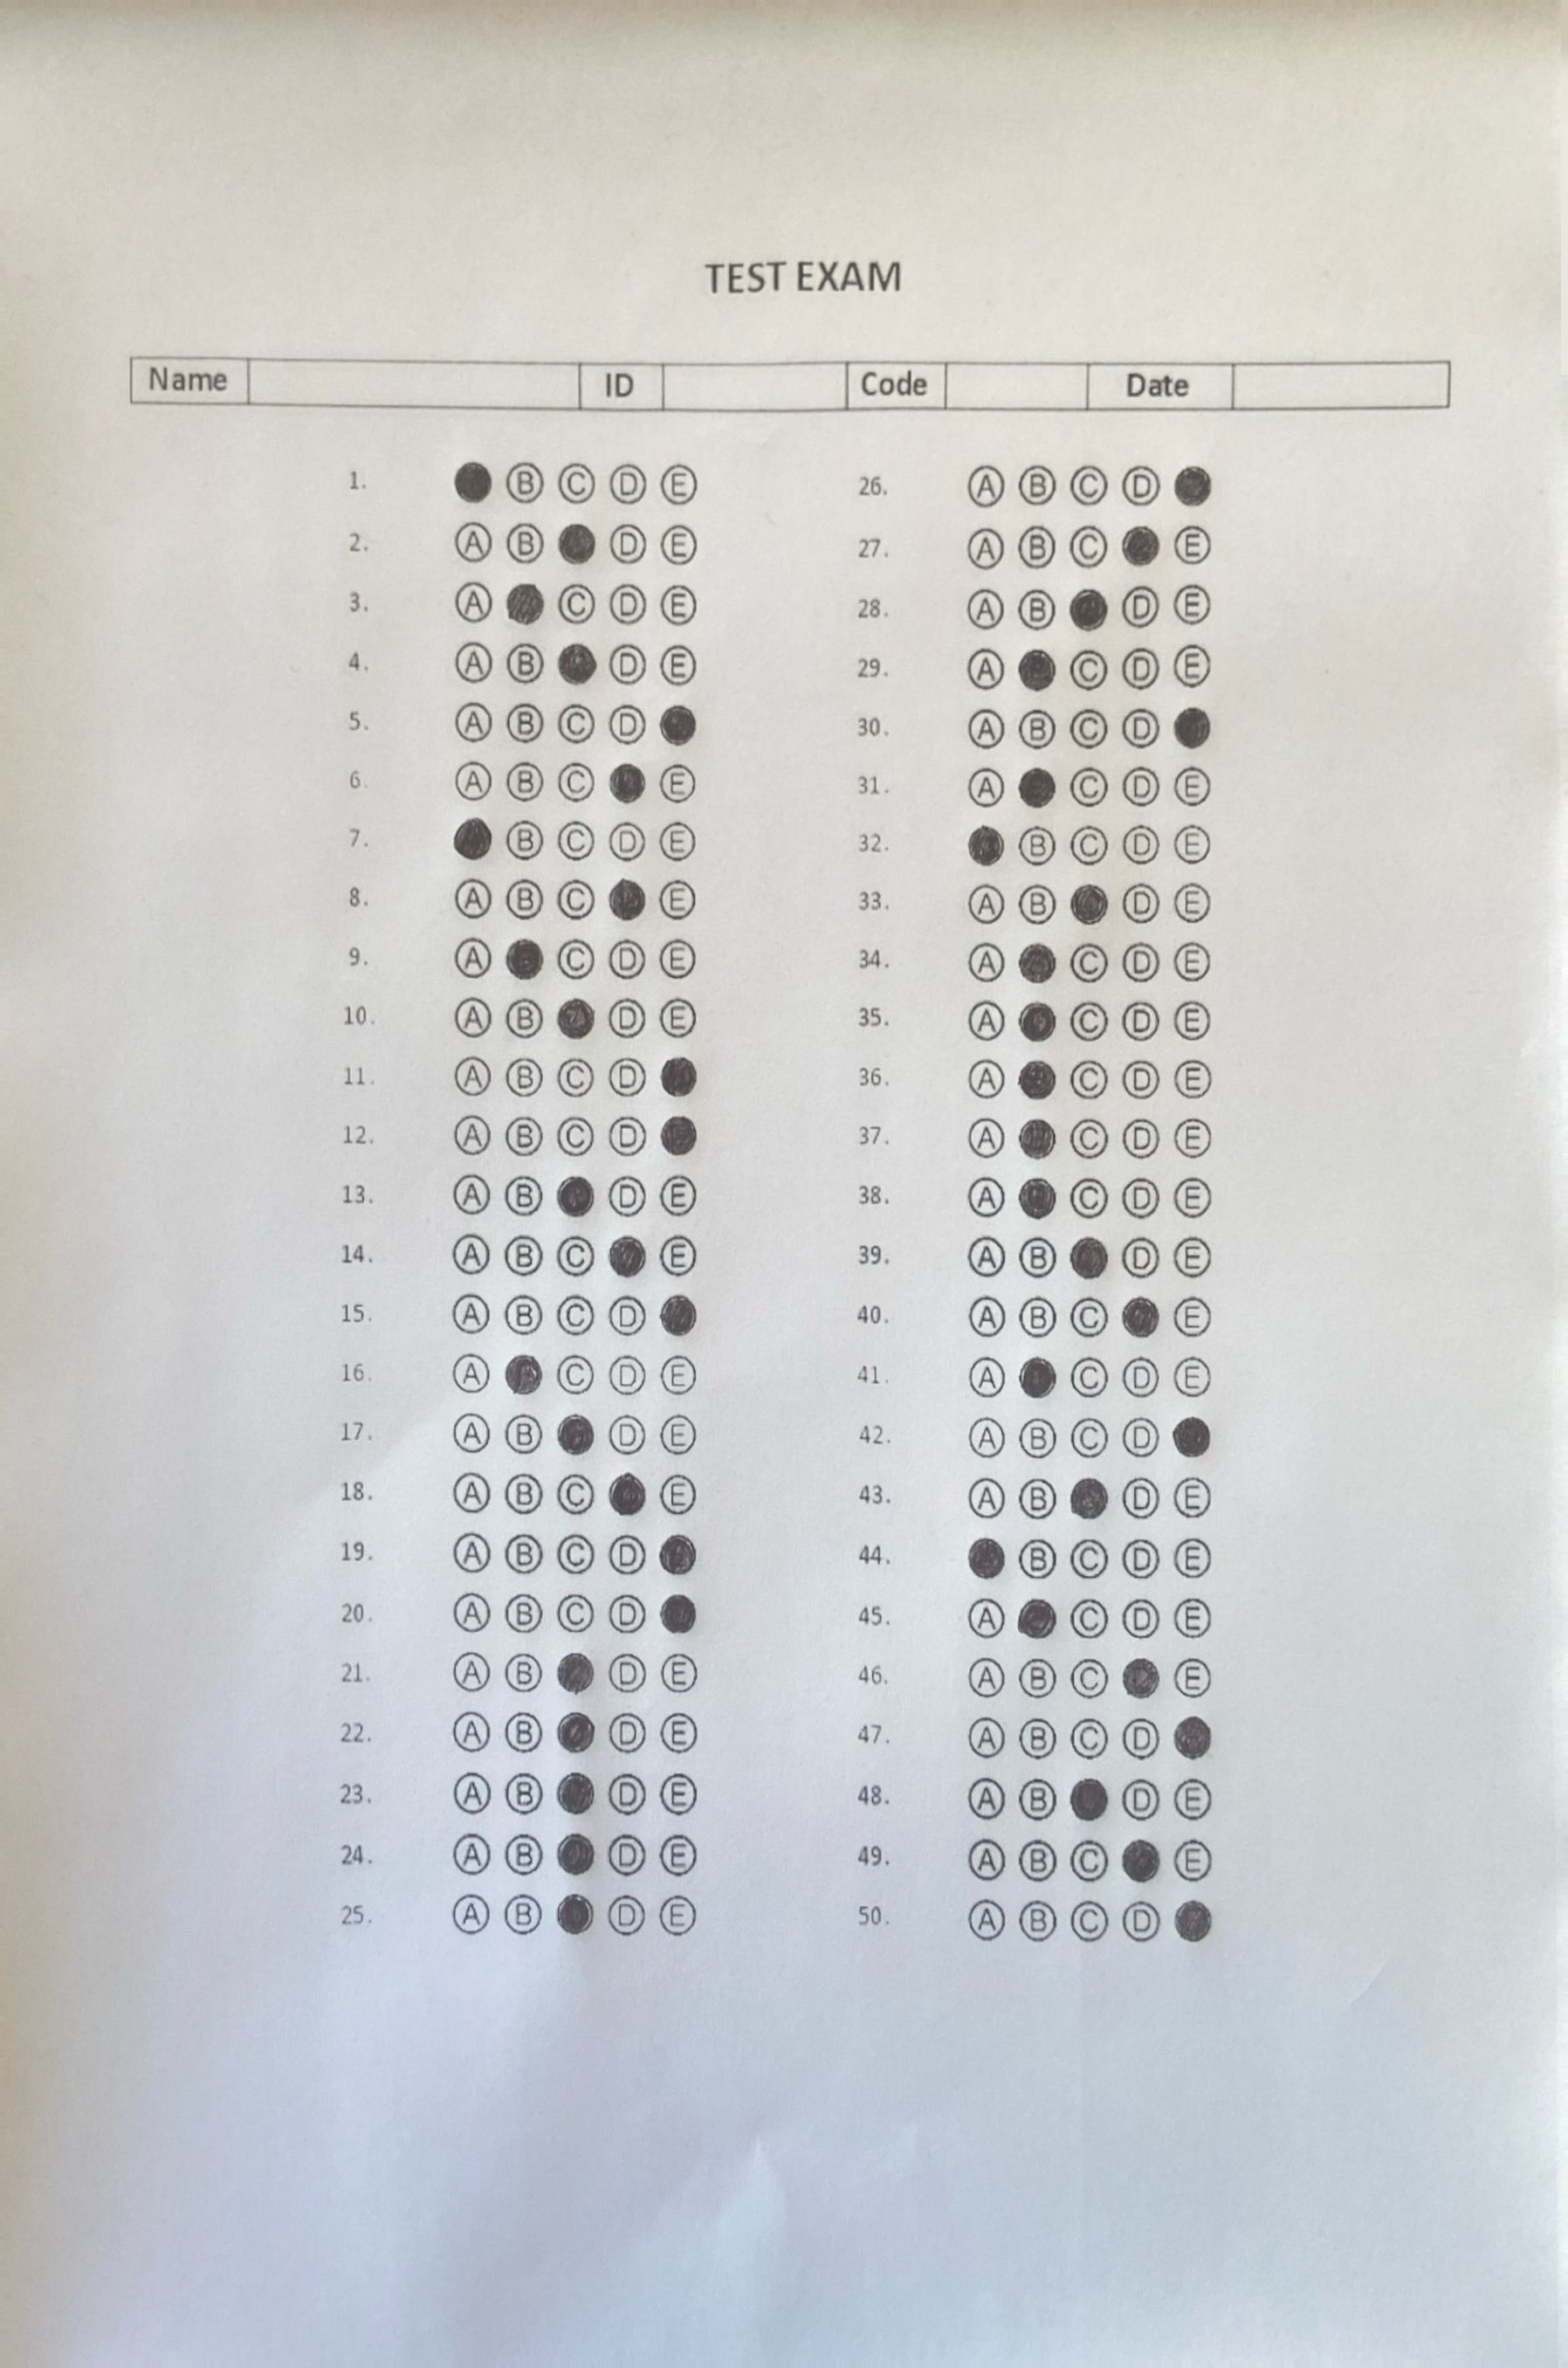 TEST EXAM
Name ID Code Date
1. B C D E
2. A B D E
3. A C D E
4. A B D E
5. A B C D
6. A B C E
7. B C D E
8. A B C E
9. A C D E
10. A B D E
11. A B C D
12. A B C D
13. A B D E
14. A B C E
15. A B C D
16. A C D E
17. A B D E
18. A B C E
19. A B C D
20. A B C D
21. A B D E
22. A B D E
23. A B D E
24. A B D E
25. A B D E
26. A B C D
27. A B C E
28. A B D E
29. A C D E
30. A B C D
31. A C D E
32. B C D E
33. A B D E
34. A C D E
35. A C D E
36. A C D E
37. A C D E
38. A C D E
39. A B D E
40. A B C E
41. A C D E
42. A B C D
43. A B D E
44. B C D E
45. A C D E
46. A B C E
47. A B C D
48. A B D E
49. A B C E
50. A B C D